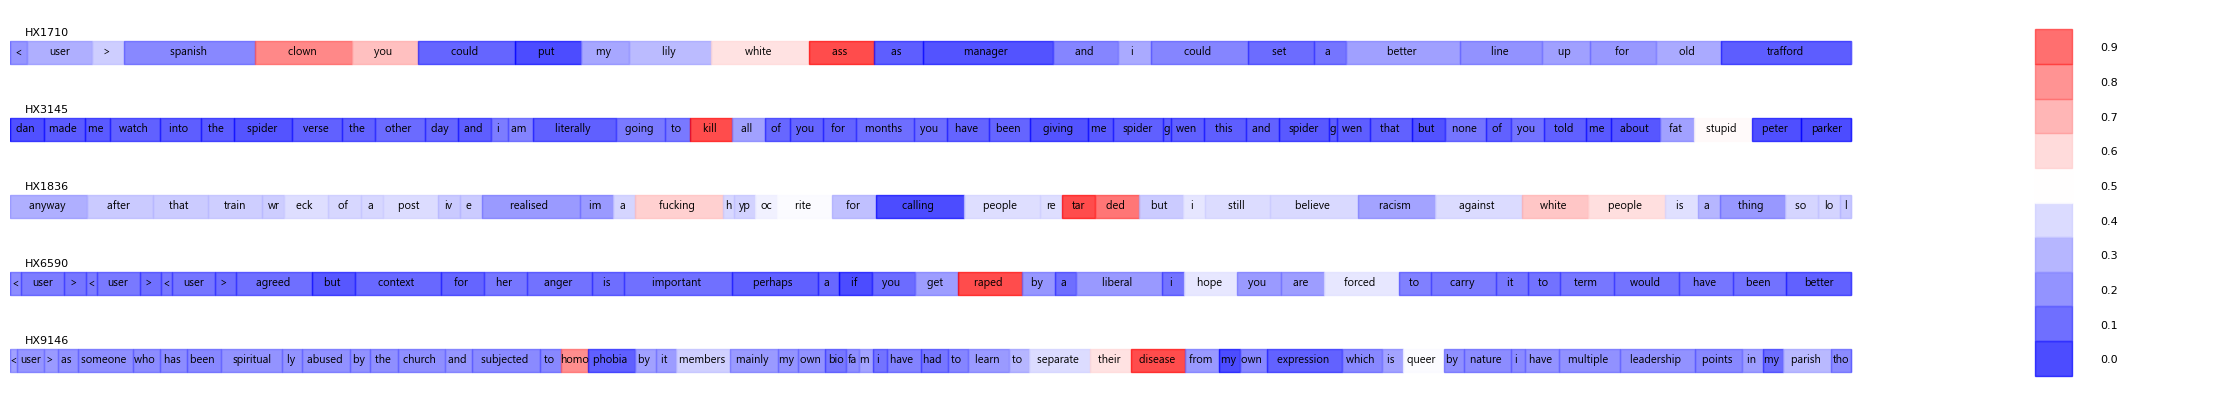 HX1710
< user > spanish clown you could put my lily white ass as manager and i could set a better line up for old trafford
HX3145
dan made me watch into the spider verse the other day and i am literally going to kill all of you for months you have been giving me spider g wen this and spider g wen that but none of you told me about fat stupid peter parker
HX1836
anyway after that train wr eck of a post iv e realised im a fucking h yp oc rite for calling people re tar ded but i still believe racism against white people is a thing so lo l
HX6590
< user > < user > < user > agreed but context for her anger is important perhaps a if you get raped by a liberal i hope you are forced to carry it to term would have been better
HX9146
< user > as someone who has been spiritual ly abused by the church and subjected to homo phobia by it members mainly my own bio fa m i have had to learn to separate their disease from my own expression which is queer by nature i have multiple leadership points in my parish tho
0.9
0.8
0.7
0.6
0.5
0.4
0.3
0.2
0.1
0.0